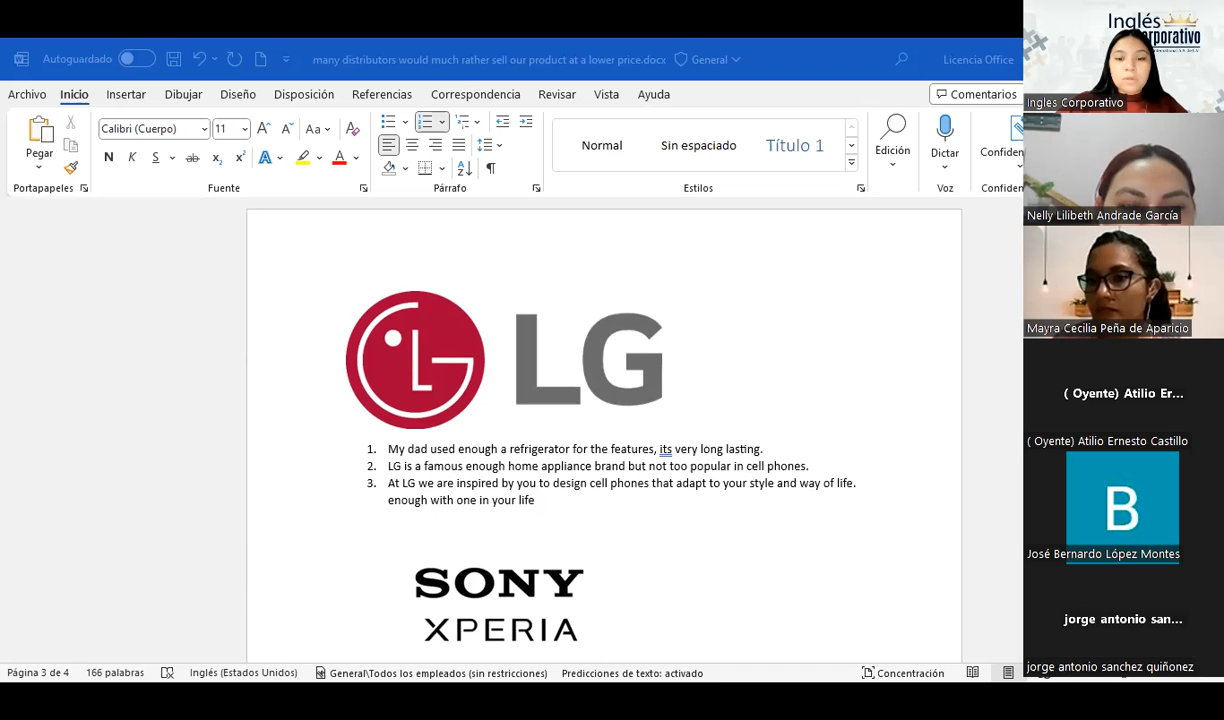 Autoguardado
many distributors would much rather sell our product at a lower price.docx
General
Licencia Office
Archivo Inicio Insertar Dibujar Diseño Disposición Referencias Correspondencia Revisar Vista Ayuda
Comentarios
Pegar
Calibri (Cuerpo) 11
N K S ab x₂ x²
Normal
Sin espaciado
Título 1
Edición
Dictar
Confiden
Portapapeles
Fuente
Párrafo
Estilos
Voz
Confiden
LG
1. My dad used enough a refrigerator for the features, its very long lasting.
2. LG is a famous enough home appliance brand but not too popular in cell phones.
3. At LG we are inspired by you to design cell phones that adapt to your style and way of life.
enough with one in your life
SONY
XPERIA
Página 3 de 4
166 palabras
Inglés (Estados Unidos)
General\Todos los empleados (sin restricciones)
Predicciones de texto: activado
Concentración
Inglés
Corporativo
Ingles Corporativo
Nelly Lilibeth Andrade García
Mayra Cecilia Peña de Aparicio
( Oyente) Atilio Er...
( Oyente) Atilio Ernesto Castillo
B
José Bernardo López Montes
jorge antonio san...
jorge antonio sanchez quiñonez